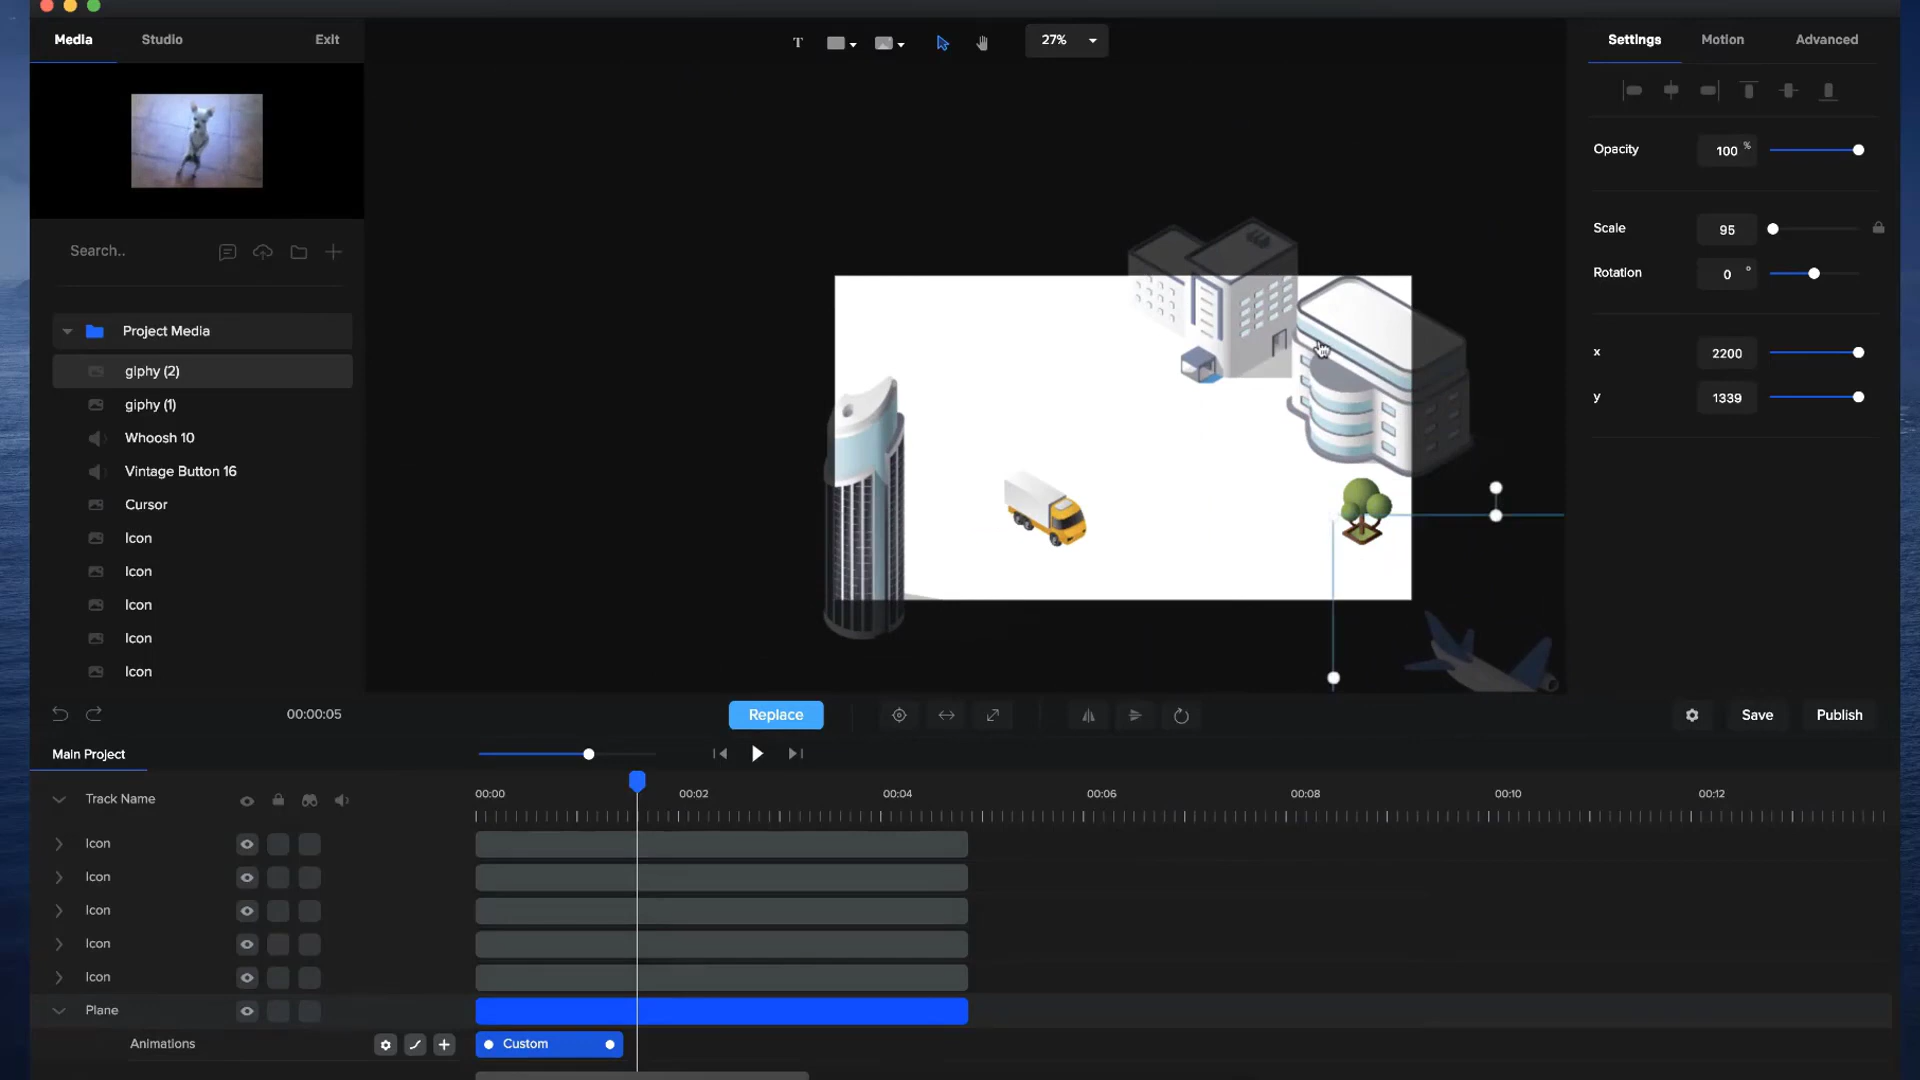 Media
Studio
Exit
T
27%
Settings
Motion
Advanced
Opacity
100 %
Scale
95
Rotation
0 °
x
2200
y
1339
Search..
Project Media
giphy (2)
giphy (1)
Whoosh 10
Vintage Button 16
Cursor
Icon
Icon
Icon
Icon
Icon
00:00:05
Replace
Save
Publish
Main Project
Track Name
00:00
00:02
00:04
00:06
00:08
00:10
00:12
Icon
Icon
Icon
Icon
Icon
Plane
Animations
Custom